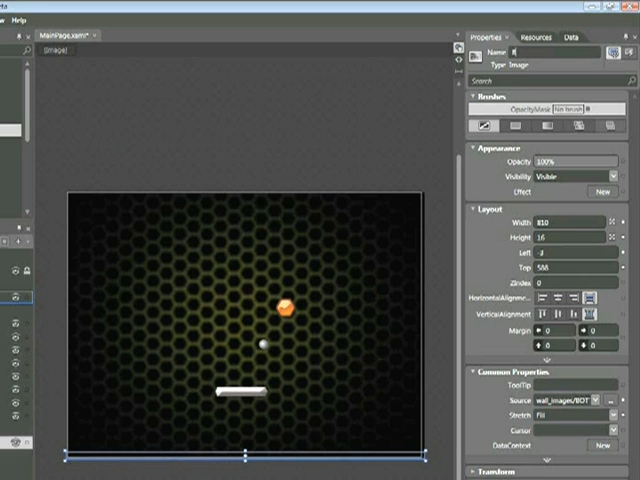 Help
MainPage.xaml*
[Image]
Properties
Resources
Data
Name
Type Image
Search
Brushes
OpacityMask No brush
Appearance
Opacity 100%
Visibility Visible
Effect New
Layout
Width 810
Height 16
Left -3
Top 588
ZIndex 0
HorizontalAlignme...
VerticalAlignment
Margin 0 0
0 0
Common Properties
ToolTip
Source wall_images/BOT
Stretch Fill
Cursor
DataContext New
Transform